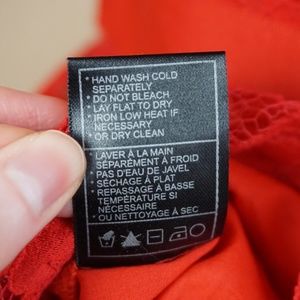 * HAND WASH COLD
SEPARATELY
* DO NOT BLEACH
* LAY FLAT TO DRY
* IRON LOW HEAT IF
NECESSARY
* OR DRY CLEAN
* LAVER À LA MAIN
SÉPARÉMENT À FROID
* PAS D'EAU DE JAVEL
* SÉCHAGE À PLAT
* REPASSAGE À BASSE
TEMPÉRATURE SI
NÉCESSAIRE
* OU NETTOYAGE À SEC